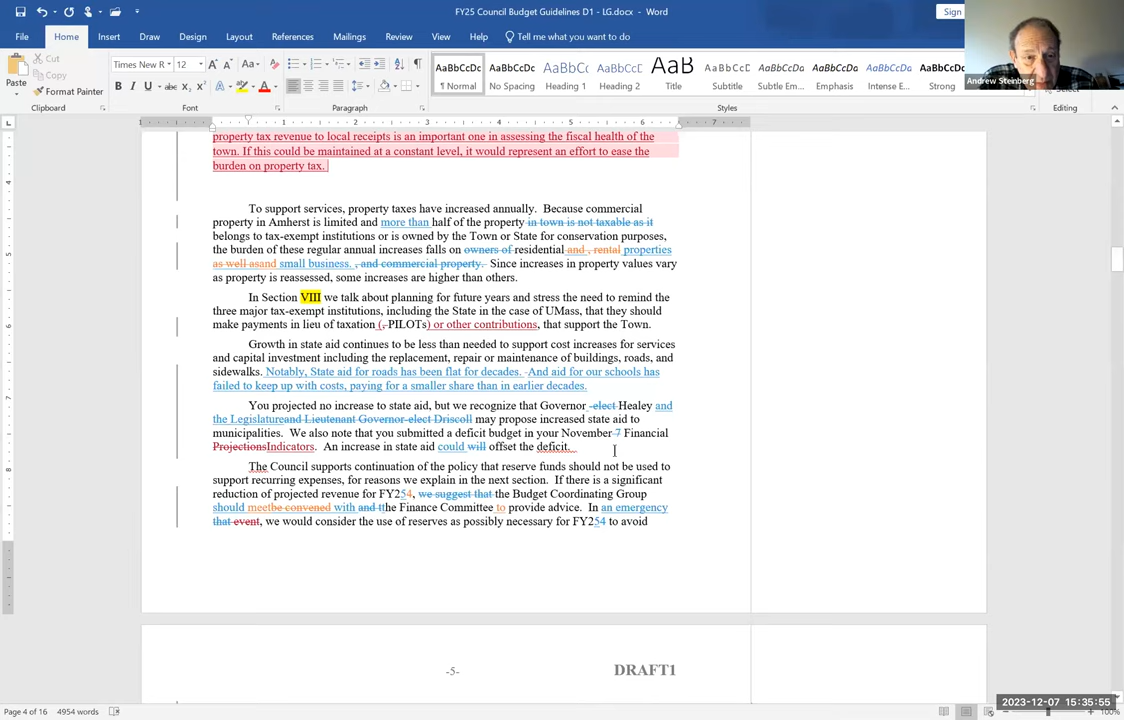 FY25 Council Budget Guidelines D1 - LG.docx - Word
Sign
File Home Insert Draw Design Layout References Mailings Review View Help Tell me what you want to do
Andrew Steinberg
Paste
Cut
Copy
Format Painter
Clipboard
Times New R 12
Font
Paragraph
AaBbCcDc AaBbCcDc AaBbCc AaBbCcE AaB AaBbCcD AaBbCcDa AaBbCcDa AaBbCcDa AaBbCcDc
¶ Normal No Spacing Heading 1 Heading 2 Title Subtitle Subtle Em... Emphasis Intense E... Strong
Styles
Editing
property tax revenue to local receipts is an important one in assessing the fiscal health of the
town. If this could be maintained at a constant level, it would represent an effort to ease the
burden on property tax.
To support services, property taxes have increased annually. Because commercial
property in Amherst is limited and more than half of the property in town is not taxable as it
belongs to tax-exempt institutions or is owned by the Town or State for conservation purposes,
the burden of these regular annual increases falls on owners of residential and , rental properties
as well asand small business. , and commercial property. Since increases in property values vary
as property is reassessed, some increases are higher than others.
In Section VIII we talk about planning for future years and stress the need to remind the
three major tax-exempt institutions, including the State in the case of UMass, that they should
make payments in lieu of taxation (, PILOTs) or other contributions, that support the Town.
Growth in state aid continues to be less than needed to support cost increases for services
and capital investment including the replacement, repair or maintenance of buildings, roads, and
sidewalks. Notably, State aid for roads has been flat for decades. And aid for our schools has
failed to keep up with costs, paying for a smaller share than in earlier decades.
You projected no increase to state aid, but we recognize that Governor -elect Healey and
the Legislatureand Lieutenant Governor-elect Driscoll may propose increased state aid to
municipalities. We also note that you submitted a deficit budget in your November 7 Financial
ProjectionsIndicators. An increase in state aid could will offset the deficit.
The Council supports continuation of the policy that reserve funds should not be used to
support recurring expenses, for reasons we explain in the next section. If there is a significant
reduction of projected revenue for FY254, we suggest that the Budget Coordinating Group
should meetbe convened with and tthe Finance Committee to provide advice. In an emergency
that event, we would consider the use of reserves as possibly necessary for FY254 to avoid
-5- DRAFT1
Page 4 of 16 4954 words
2023-12-07 15:35:55
100%